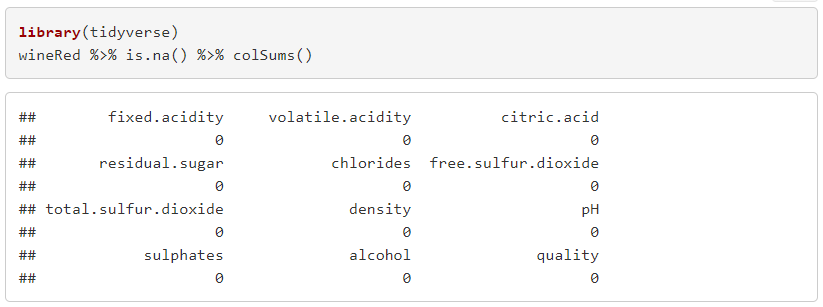 library(tidyverse)
wineRed %>% is.na() %>% colSums()
##        fixed.acidity     volatile.acidity          citric.acid
##                    0                    0                    0
##       residual.sugar            chlorides  free.sulfur.dioxide
##                    0                    0                    0
## total.sulfur.dioxide              density                   pH
##                    0                    0                    0
##            sulphates              alcohol              quality
##                    0                    0                    0